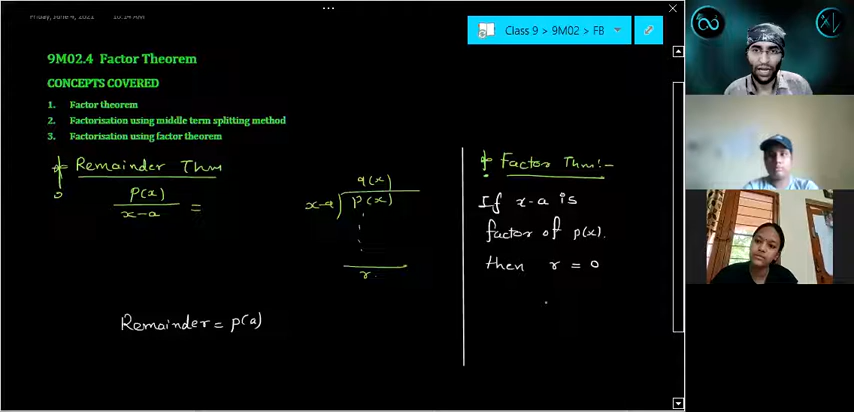 Class 9 > 9M02 > FB
9M02.4 Factor Theorem
CONCEPTS COVERED
1. Factor theorem
2. Factorisation using middle term splitting method
3. Factorisation using factor theorem
Remainder Thm
p(x)
x-a
=
q(x)
x-a) p(x)
r.
Remainder = p(a)
Factor Thm:-
If x-a is
factor of p(x).
then r = 0